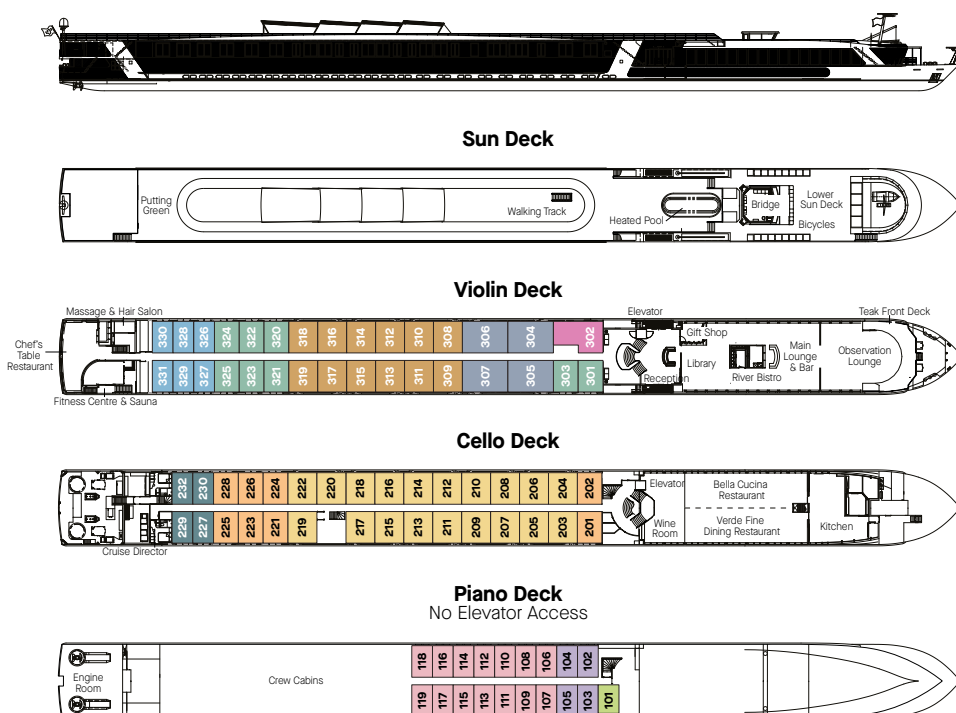 Sun Deck
Putting
Green
Walking Track
Heated Pool
Bridge
Lower
Sun Deck
Bicycles
Violin Deck
Massage & Hair Salon
Elevator
Teak Front Deck
Chef's
Table
Restaurant
330 328 326 324 322 320 318 316 314 312 310 308 306 304 302
Gift Shop
Library
Reception
River Bistro
Main
Lounge
& Bar
Observation
Lounge
331 329 327 325 323 321 319 317 315 313 311 309 307 305 303 301
Fitness Centre & Sauna
Cello Deck
232 230 228 226 224 222 220 218 216 214 212 210 208 206 204 202
Elevator
Bella Cucina
Restaurant
229 227 225 223 221 219 217 215 213 211 209 207 205 203 201
Wine
Room
Verde Fine
Dining Restaurant
Kitchen
Cruise Director
Piano Deck
No Elevator Access
118 116 114 112 110 108 106 104 102
Engine
Room
Crew Cabins
119 117 115 113 111 109 107 105 103 101